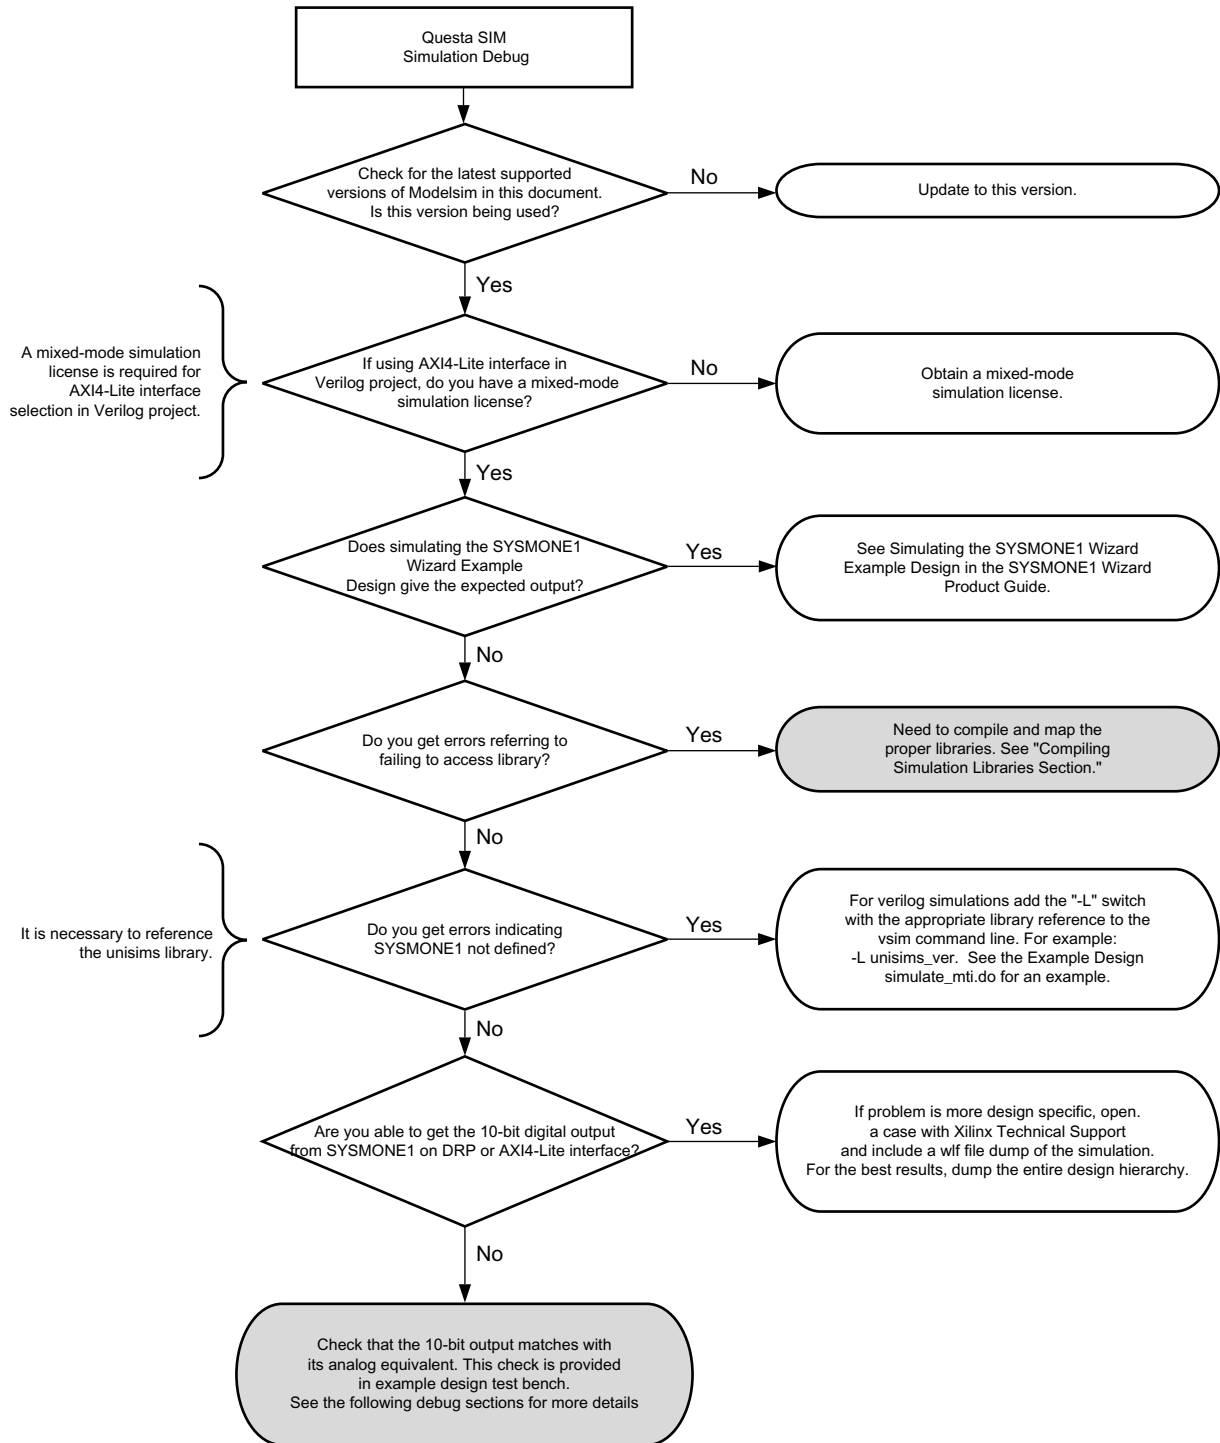 Questa SIM
Simulation Debug
Check for the latest supported
versions of Modelsim in this document.
Is this version being used?
No
Update to this version.
Yes
A mixed-mode simulation
license is required for
AXI4-Lite interface
selection in Verilog project.
If using AXI4-Lite interface in
Verilog project, do you have a mixed-mode
simulation license?
No
Obtain a mixed-mode
simulation license.
Yes
Does simulating the SYSMONE1
Wizard Example
Design give the expected output?
Yes
See Simulating the SYSMONE1 Wizard
Example Design in the SYSMONE1 Wizard
Product Guide.
No
Do you get errors referring to
failing to access library?
Yes
Need to compile and map the
proper libraries. See "Compiling
Simulation Libraries Section."
No
It is necessary to reference
the unisims library.
Do you get errors indicating
SYSMONE1 not defined?
Yes
For verilog simulations add the "-L" switch
with the appropriate library reference to the
vsim command line. For example:
-L unisims_ver. See the Example Design
simulate_mti.do for an example.
No
Are you able to get the 10-bit digital output
from SYSMONE1 on DRP or AXI4-Lite interface?
Yes
If problem is more design specific, open.
a case with Xilinx Technical Support
and include a wlf file dump of the simulation.
For the best results, dump the entire design hierarchy.
No
Check that the 10-bit output matches with
its analog equivalent. This check is provided
in example design test bench.
See the following debug sections for more details